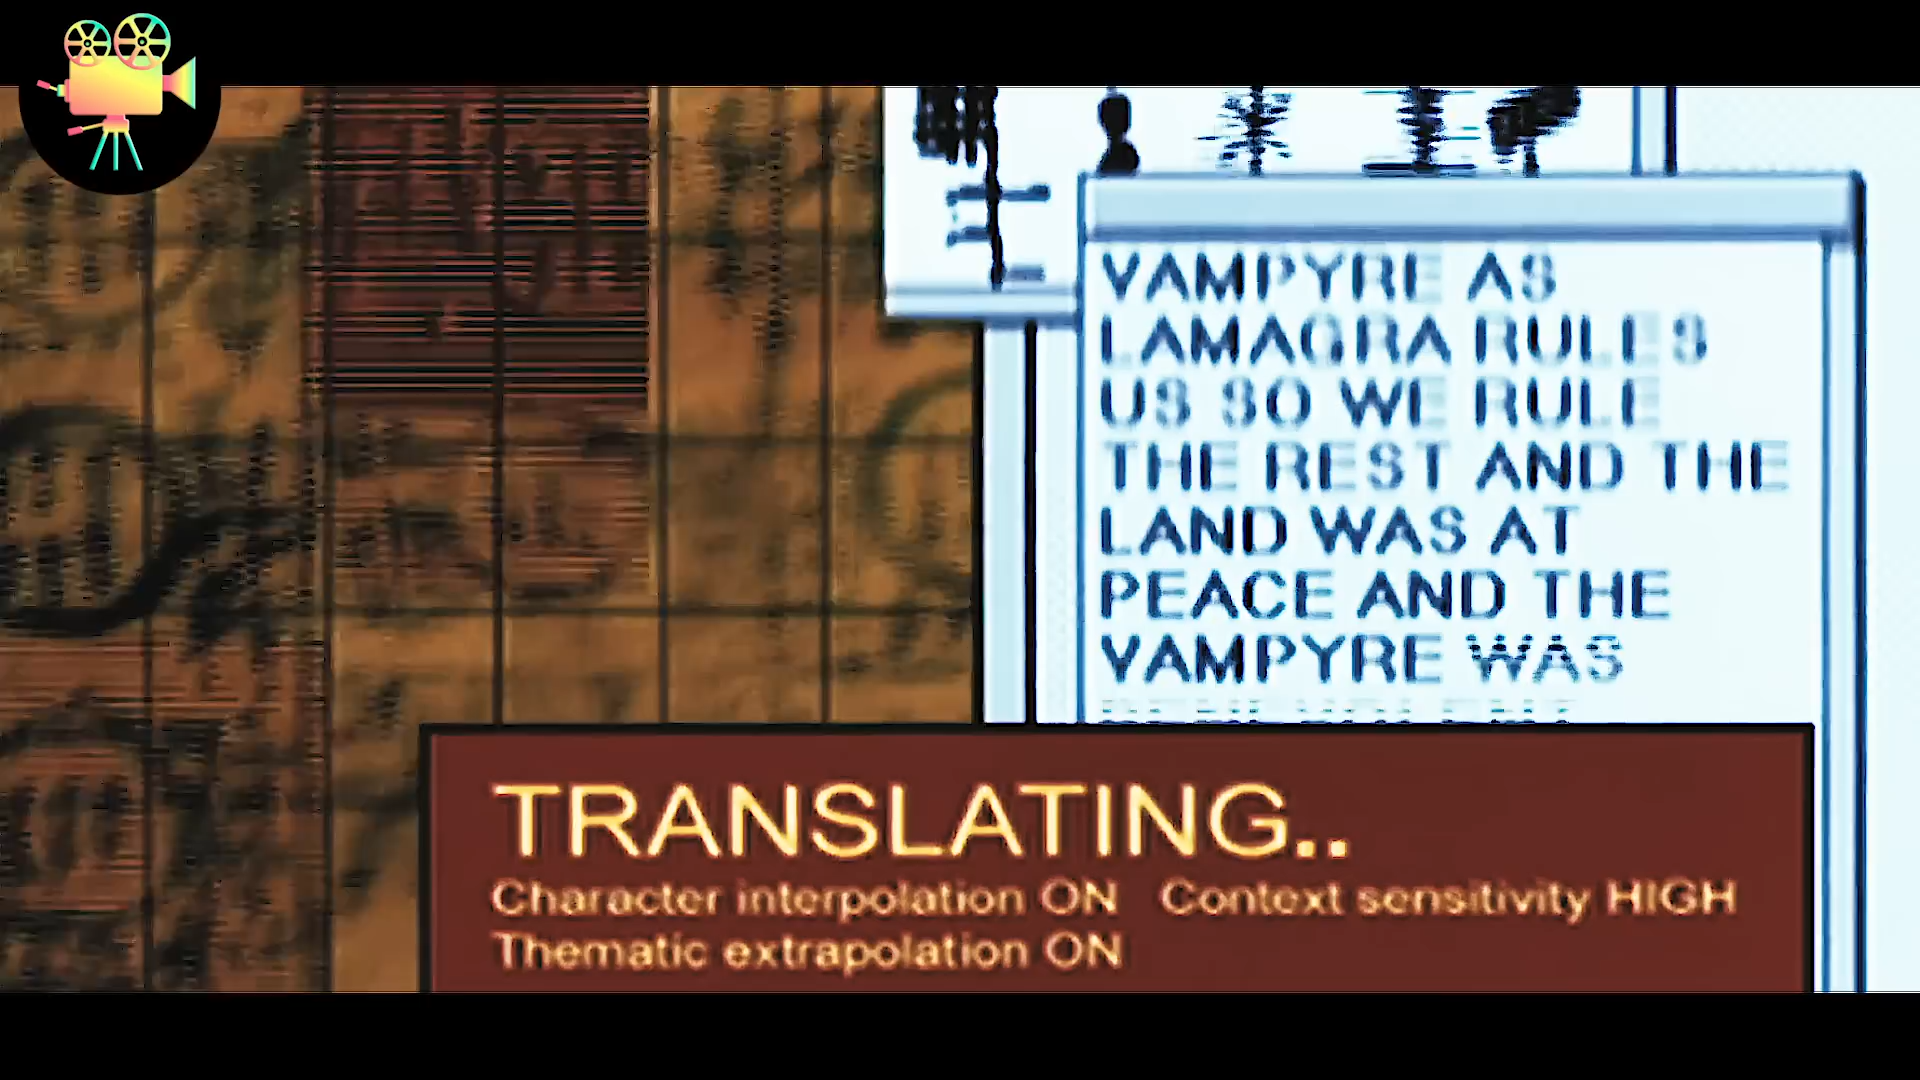 VAMPYRE AS
LAMAGRA RULES
US SO WE RULE
THE REST AND THE
LAND WAS AT
PEACE AND THE
VAMPYRE WAS
TRANSLATING..
Character interpolation ON Context sensitivity HIGH
Thematic extrapolation ON